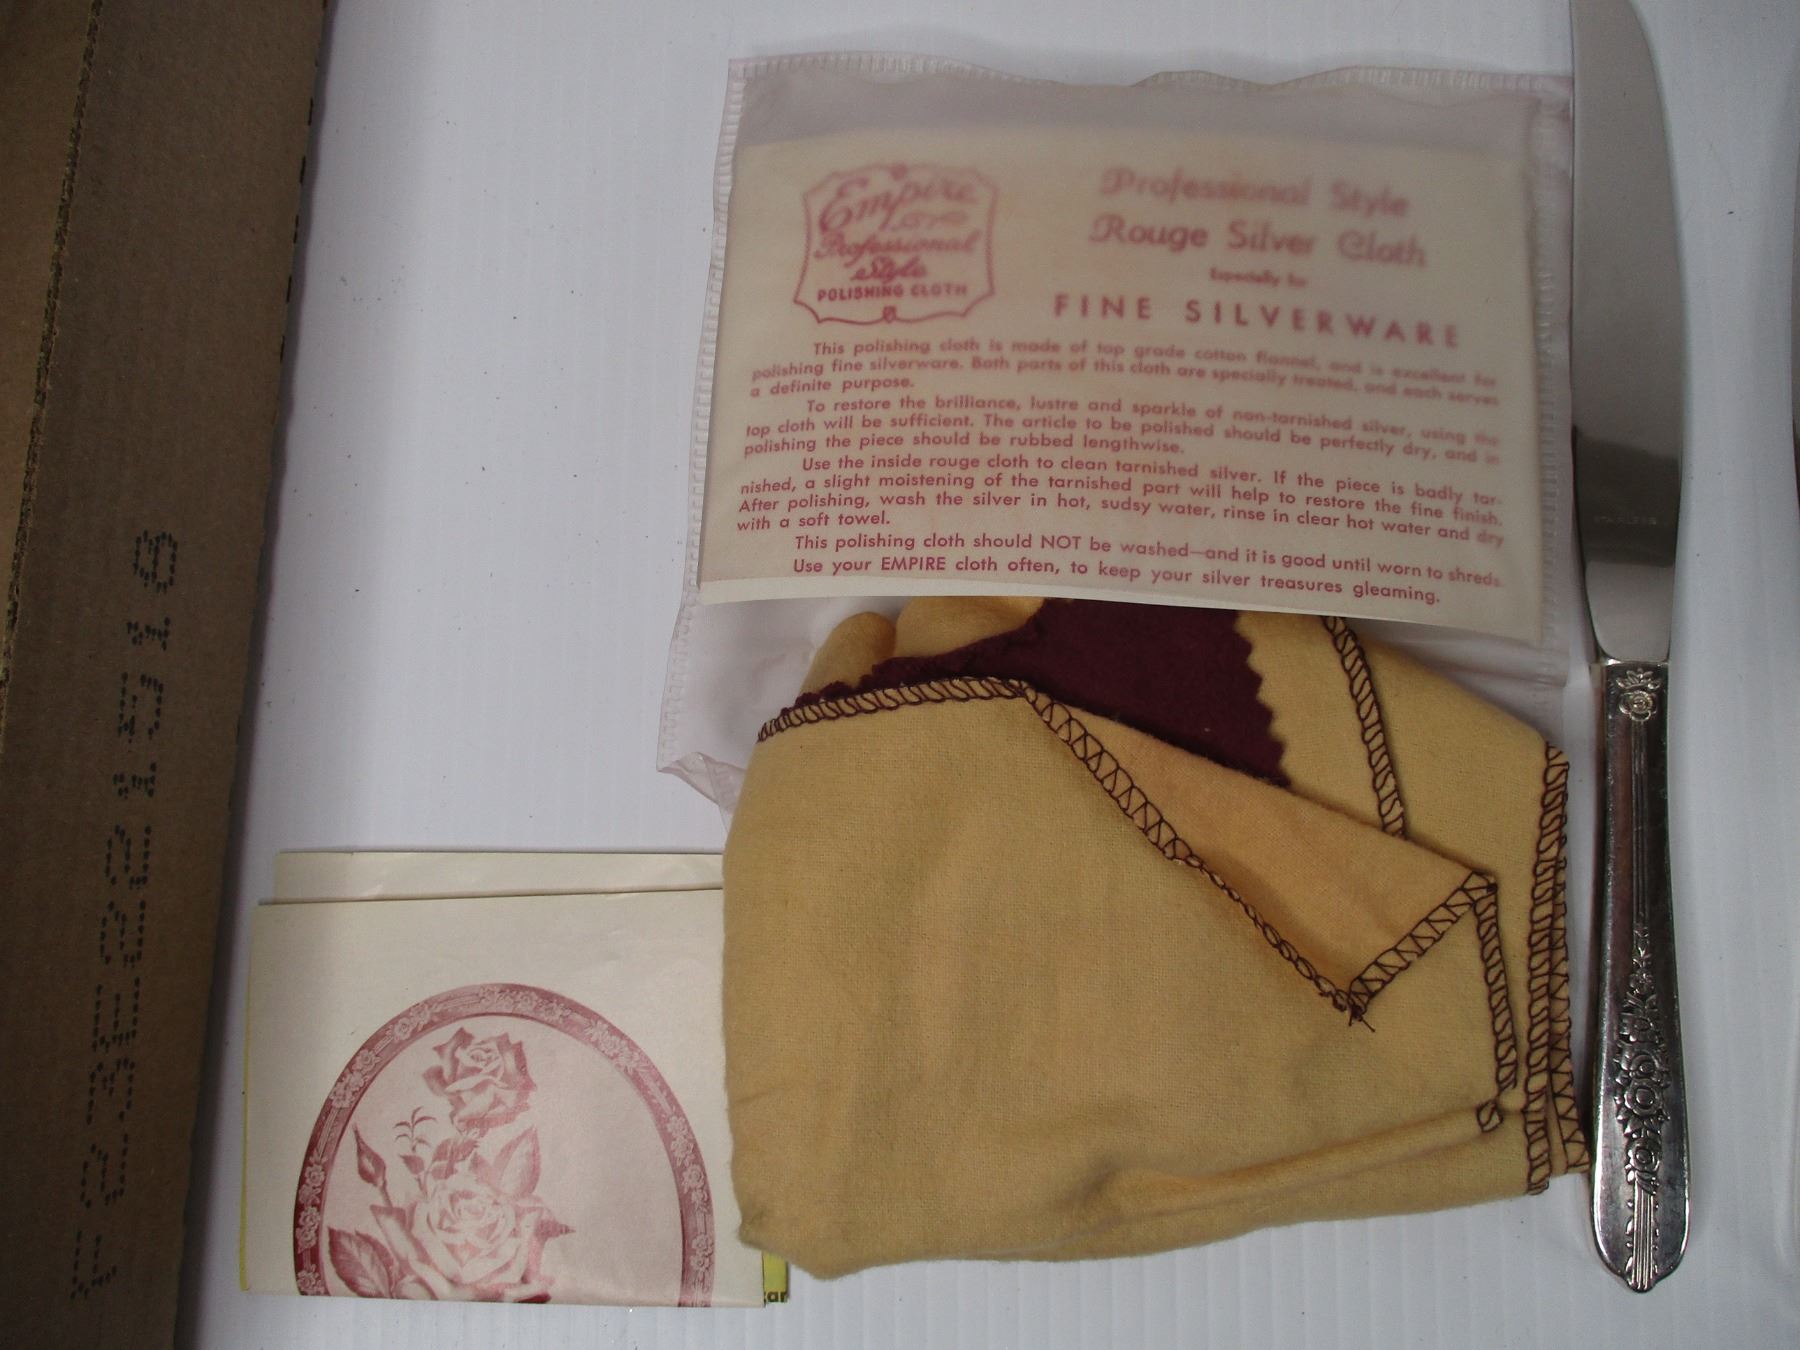 Empire
Professional
Style
POLISHING CLOTH
Professional Style
Rouge Silver Cloth
Especially for
FINE SILVERWARE
This polishing cloth is made of top grade cotton flannel, and is excellent for
polishing fine silverware. Both parts of this cloth are specially treated, and each serves
a definite purpose.
To restore the brilliance, lustre and sparkle of non-tarnished silver, using the
top cloth will be sufficient. The article to be polished should be perfectly dry, and in
polishing the piece should be rubbed lengthwise.
Use the inside rouge cloth to clean tarnished silver. If the piece is badly tar-
nished, a slight moistening of the tarnished part will help to restore the fine finish.
After polishing, wash the silver in hot, sudsy water, rinse in clear hot water and dry
with a soft towel.
This polishing cloth should NOT be washed—and it is good until worn to shreds.
Use your EMPIRE cloth often, to keep your silver treasures gleaming.
STAINLESS